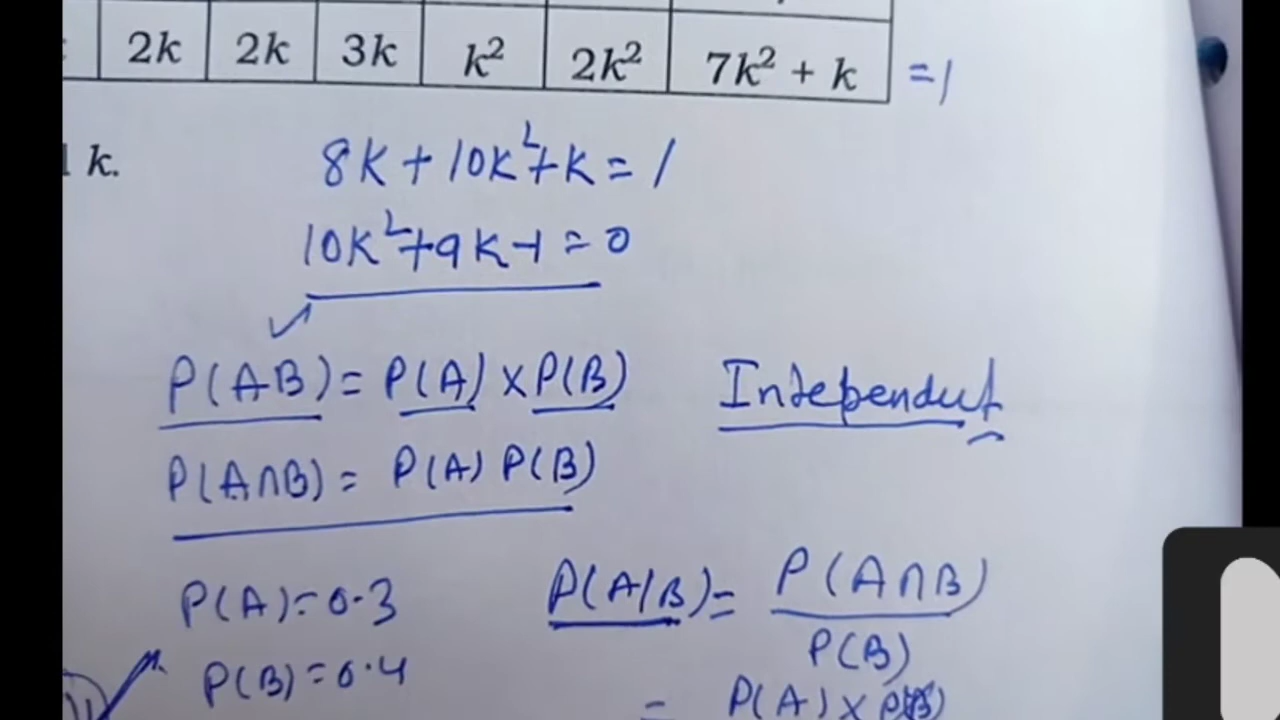 2k 2k 3k k² 2k² 7k² + k =1
k.
8K + 10K² + K = 1
10K² + 9K - 1 = 0
P(AB) = P(A) × P(B) Independut
P(A∩B) = P(A) P(B)
P(A) = 0.3 P(A/B) = P(A∩B)
P(B) = 0.4 P(B)
= P(A) × P(B)